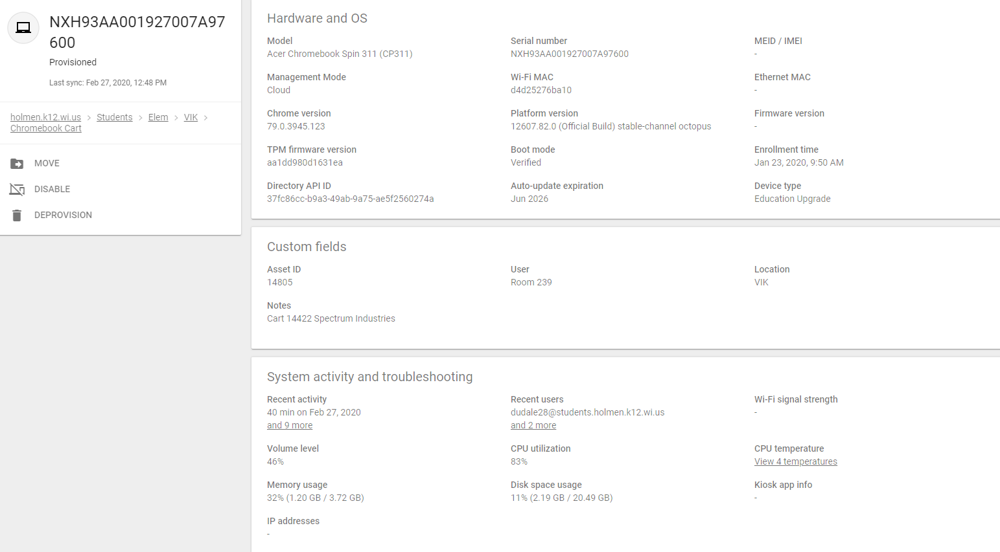 NXH93AA001927007A97
600
Provisioned
Last sync: Feb 27, 2020, 12:48 PM
holmen.k12.wi.us > Students > Elem > VIK >
Chromebook Cart
MOVE
DISABLE
DEPROVISION
Hardware and OS
Model Serial number MEID / IMEI
Acer Chromebook Spin 311 (CP311) NXH93AA001927007A97600 -
Management Mode Wi-Fi MAC Ethernet MAC
Cloud d4d25276ba10 -
Chrome version Platform version Firmware version
79.0.3945.123 12607.82.0 (Official Build) stable-channel octopus -
TPM firmware version Boot mode Enrollment time
aa1dd980d1631ea Verified Jan 23, 2020, 9:50 AM
Directory API ID Auto-update expiration Device type
37fc86cc-b9a3-49ab-9a75-ae5f2560274a Jun 2026 Education Upgrade
Custom fields
Asset ID User Location
14805 Room 239 VIK
Notes
Cart 14422 Spectrum Industries
System activity and troubleshooting
Recent activity Recent users Wi-Fi signal strength
40 min on Feb 27, 2020 dudale28@students.holmen.k12.wi.us -
and 9 more and 2 more
Volume level CPU utilization CPU temperature
46% 83% View 4 temperatures
Memory usage Disk space usage Kiosk app info
32% (1.20 GB / 3.72 GB) 11% (2.19 GB / 20.49 GB) -
IP addresses
-